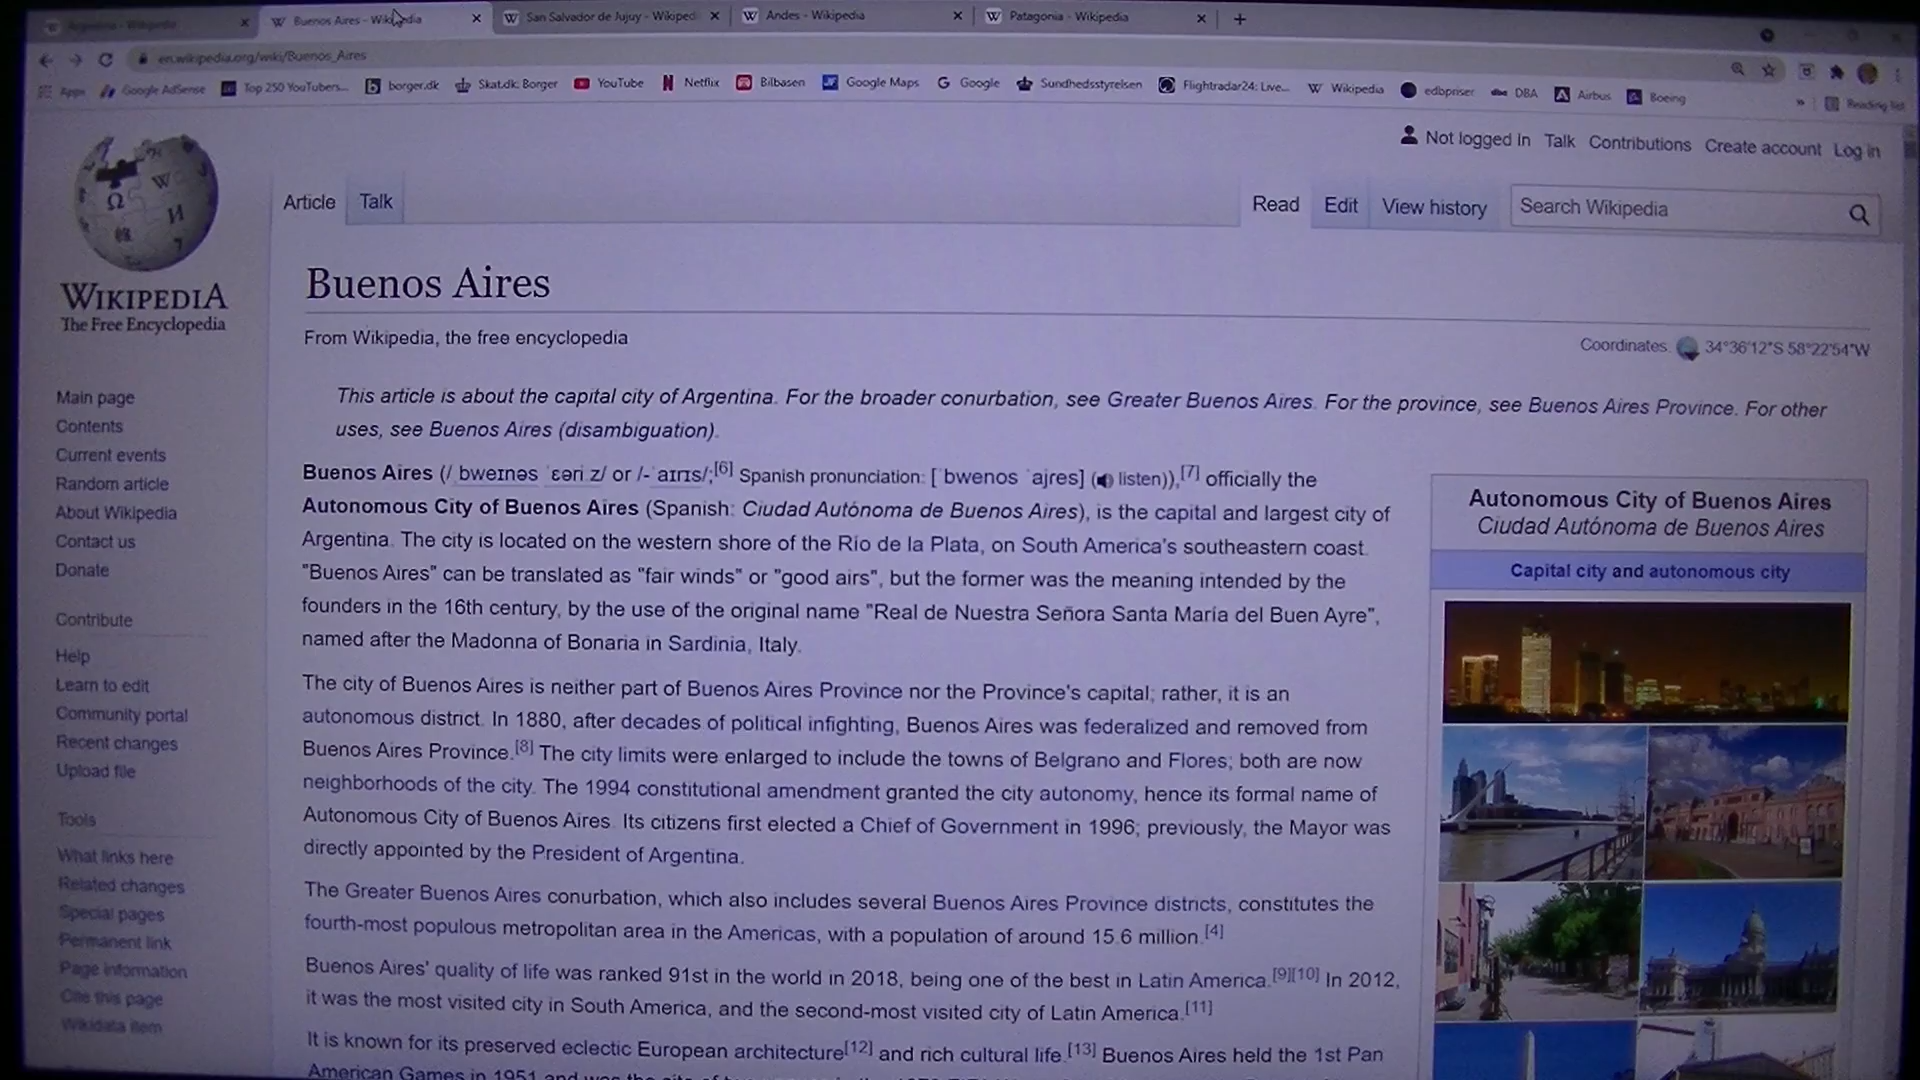 Argentina - Wikipedia
Buenos Aires - Wikipedia
San Salvador de Jujuy - Wikiped
Andes - Wikipedia
Patagonia - Wikipedia
en.wikipedia.org/wiki/Buenos_Aires
Apps Google AdSense Top 250 YouTubers... borger.dk Skat.dk: Borger YouTube Netflix Bilbasen Google Maps Google Sundhedsstyrelsen Flightradar24: Live... Wikipedia edbpriser DBA Airbus Boeing » Reading list
Not logged in Talk Contributions Create account Log in
Article Talk Read Edit View history Search Wikipedia
WIKIPEDIA
The Free Encyclopedia
Main page
Contents
Current events
Random article
About Wikipedia
Contact us
Donate
Contribute
Help
Learn to edit
Community portal
Recent changes
Upload file
Tools
What links here
Related changes
Special pages
Permanent link
Page information
Cite this page
Wikidata item
Buenos Aires
From Wikipedia, the free encyclopedia
Coordinates: 34°36′12″S 58°22′54″W
This article is about the capital city of Argentina. For the broader conurbation, see Greater Buenos Aires. For the province, see Buenos Aires Province. For other
uses, see Buenos Aires (disambiguation).
Buenos Aires (/ˌbweɪnəs ˈɛəriːz/ or /-ˈaɪrɪs/;[6] Spanish pronunciation: [ˈbwenos ˈajres] (listen)),[7] officially the
Autonomous City of Buenos Aires (Spanish: Ciudad Autónoma de Buenos Aires), is the capital and largest city of
Argentina. The city is located on the western shore of the Río de la Plata, on South America's southeastern coast.
"Buenos Aires" can be translated as "fair winds" or "good airs", but the former was the meaning intended by the
founders in the 16th century, by the use of the original name "Real de Nuestra Señora Santa María del Buen Ayre",
named after the Madonna of Bonaria in Sardinia, Italy.
The city of Buenos Aires is neither part of Buenos Aires Province nor the Province's capital; rather, it is an
autonomous district. In 1880, after decades of political infighting, Buenos Aires was federalized and removed from
Buenos Aires Province.[8] The city limits were enlarged to include the towns of Belgrano and Flores; both are now
neighborhoods of the city. The 1994 constitutional amendment granted the city autonomy, hence its formal name of
Autonomous City of Buenos Aires. Its citizens first elected a Chief of Government in 1996; previously, the Mayor was
directly appointed by the President of Argentina.
The Greater Buenos Aires conurbation, which also includes several Buenos Aires Province districts, constitutes the
fourth-most populous metropolitan area in the Americas, with a population of around 15.6 million.[4]
Buenos Aires' quality of life was ranked 91st in the world in 2018, being one of the best in Latin America.[9][10] In 2012,
it was the most visited city in South America, and the second-most visited city of Latin America.[11]
It is known for its preserved eclectic European architecture[12] and rich cultural life.[13] Buenos Aires held the 1st Pan
American Games in 1951 and was the
Autonomous City of Buenos Aires
Ciudad Autónoma de Buenos Aires
Capital city and autonomous city